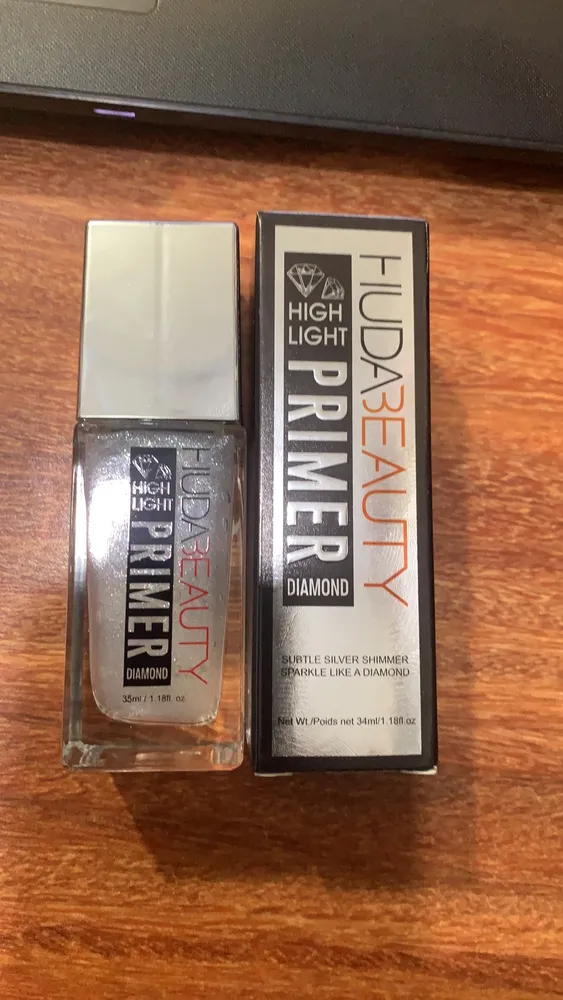 HIGH
LIGHT
PRIMER
DIAMOND
HUDABEAUTY
35ml / 1.18fl. oz
HIGH
LIGHT
PRIMER
DIAMOND
HUDABEAUTY
SUBTLE SILVER SHIMMER
SPARKLE LIKE A DIAMOND
Net Wt./Poids net 34ml/1.18fl.oz